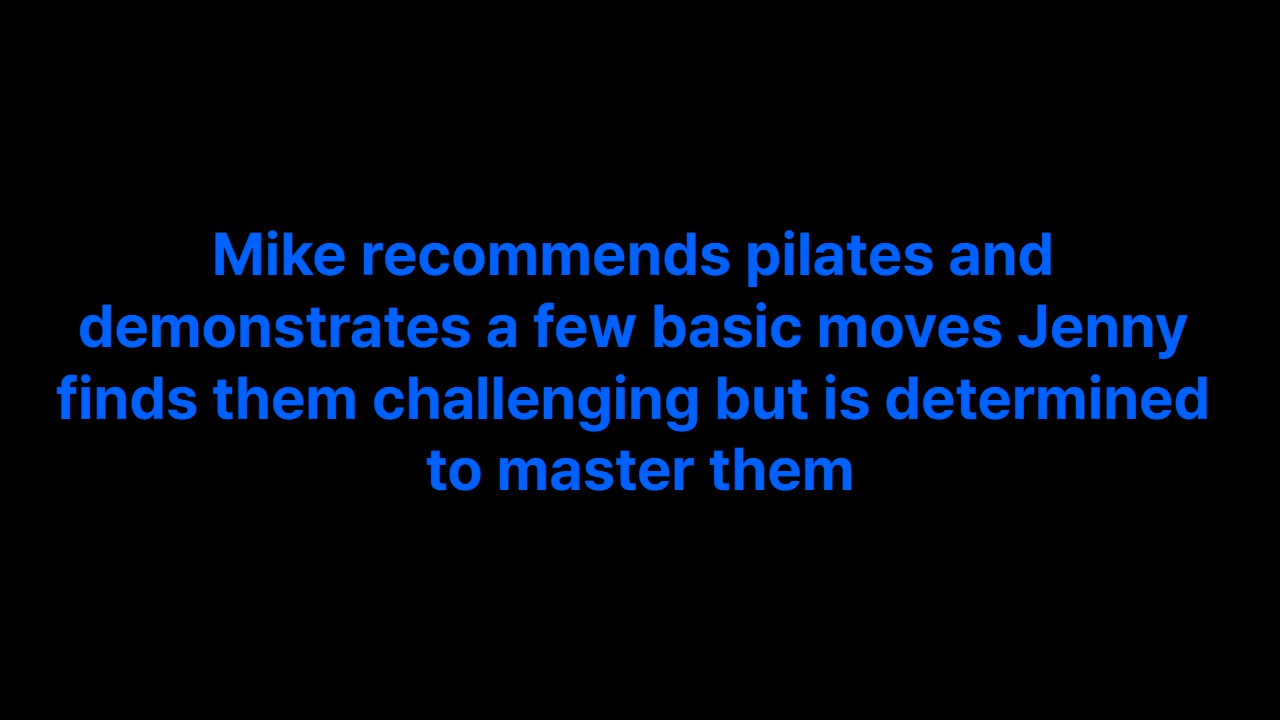 Mike recommends pilates and
demonstrates a few basic moves Jenny
finds them challenging but is determined
to master them